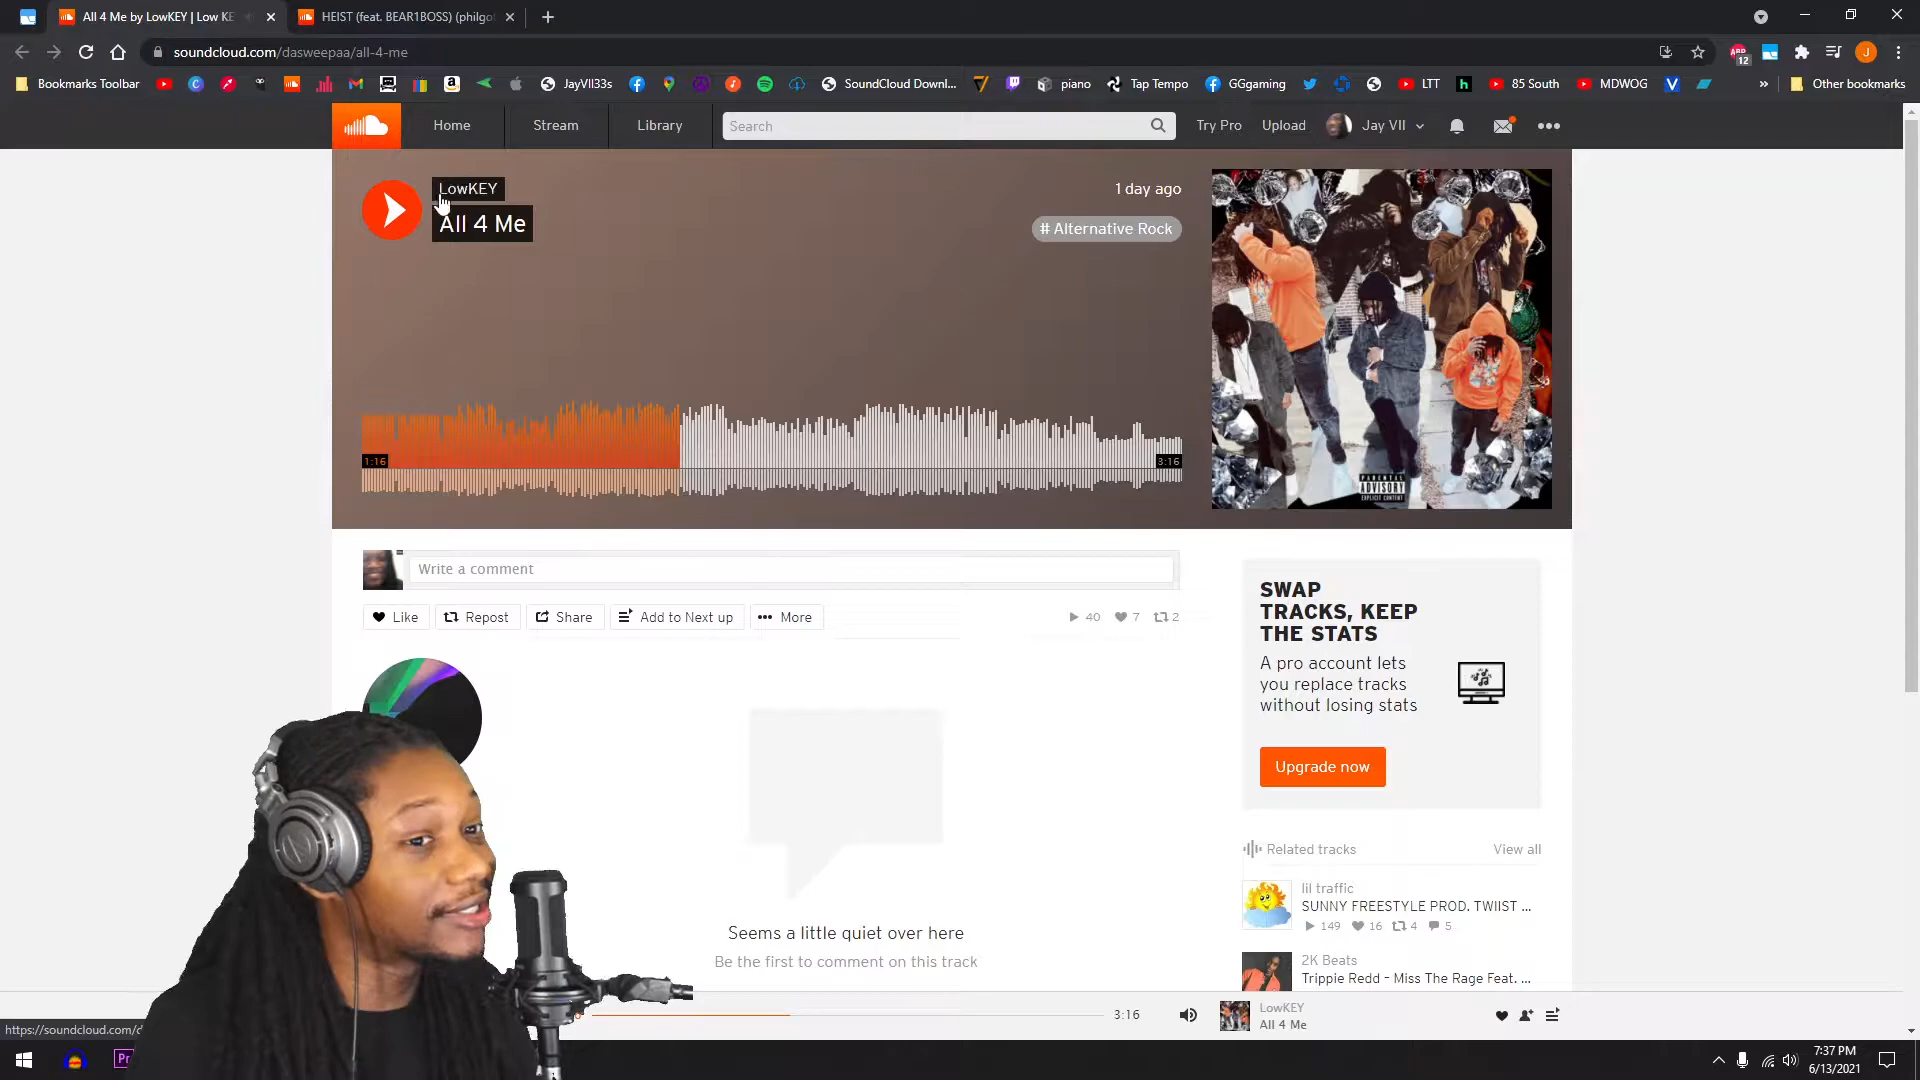 All 4 Me by LowKEY | Low KE
HEIST (feat. BEAR1BOSS) (philgo
soundcloud.com/dasweepaa/all-4-me
12
J
Bookmarks Toolbar
JayVII33s
SoundCloud Downl...
piano
Tap Tempo
GGgaming
LTT
85 South
MDWOG
»
Other bookmarks
Home
Stream
Library
Search
Try Pro
Upload
Jay VII
LowKEY
All 4 Me
1 day ago
# Alternative Rock
1:16
3:16
PARENTAL
ADVISORY
EXPLICIT CONTENT
Write a comment
Like
Repost
Share
Add to Next up
More
40
7
2
SWAP
TRACKS, KEEP
THE STATS
A pro account lets
you replace tracks
without losing stats
Upgrade now
Related tracks
View all
lil traffic
SUNNY FREESTYLE PROD. TWIIST ...
149
16
4
5
2K Beats
Trippie Redd – Miss The Rage Feat. ...
Seems a little quiet over here
Be the first to comment on this track
3:16
LowKEY
All 4 Me
https://soundcloud.com/d
Pr
7:37 PM
6/13/2021